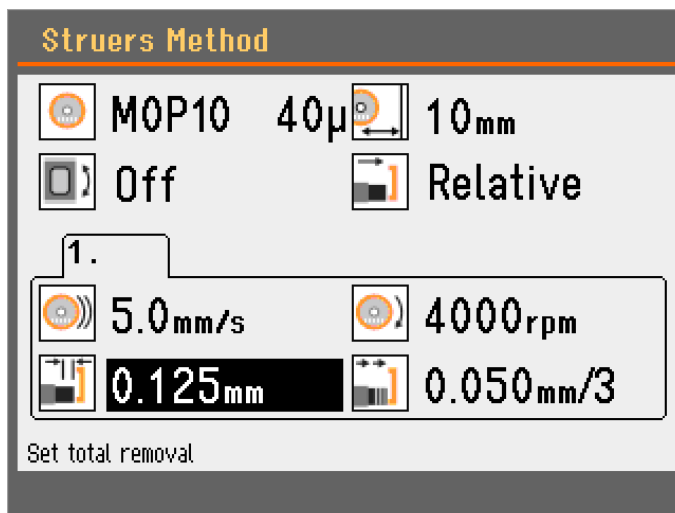 Struers Method
MOP10 40μ 10mm
Off Relative
1.
5.0mm/s 4000rpm
0.125mm 0.050mm/3
Set total removal